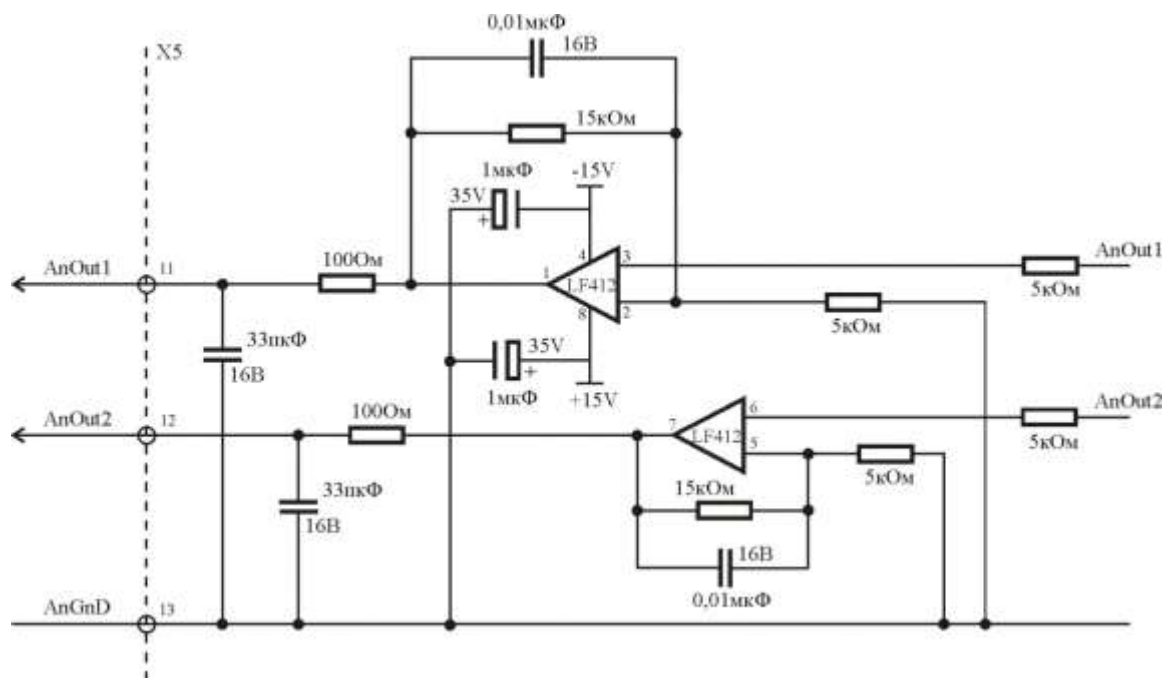 0,01мкФ
X5
16В
15кОм
1мкФ
-15V
35V
+
4
3
AnOut1
AnOut1
11
100Ом
1
LF412
2
5кОм
8
5кОм
33пкФ
35V
16В
+
1мкФ
+15V
AnOut2
AnOut2
12
100Ом
7
6
LF412
5
5кОм
5кОм
33пкФ
15кОм
16В
16В
0,01мкФ
AnGnD
13